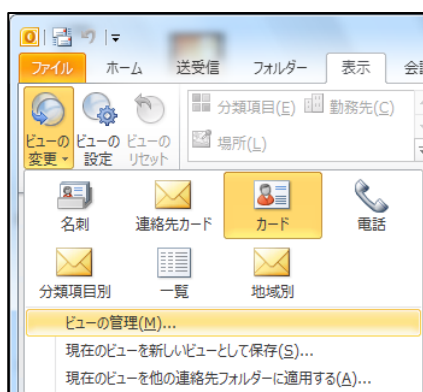 ファイル ホーム 送受信 フォルダー 表示 会
ビューの変更 ビューの設定 ビューのリセット
分類項目(E) 勤務先(C)
場所(L)
名刺 連絡先カード カード 電話
分類項目別 一覧 地域別
ビューの管理(M)...
現在のビューを新しいビューとして保存(S)...
現在のビューを他の連絡先フォルダーに適用する(A)...